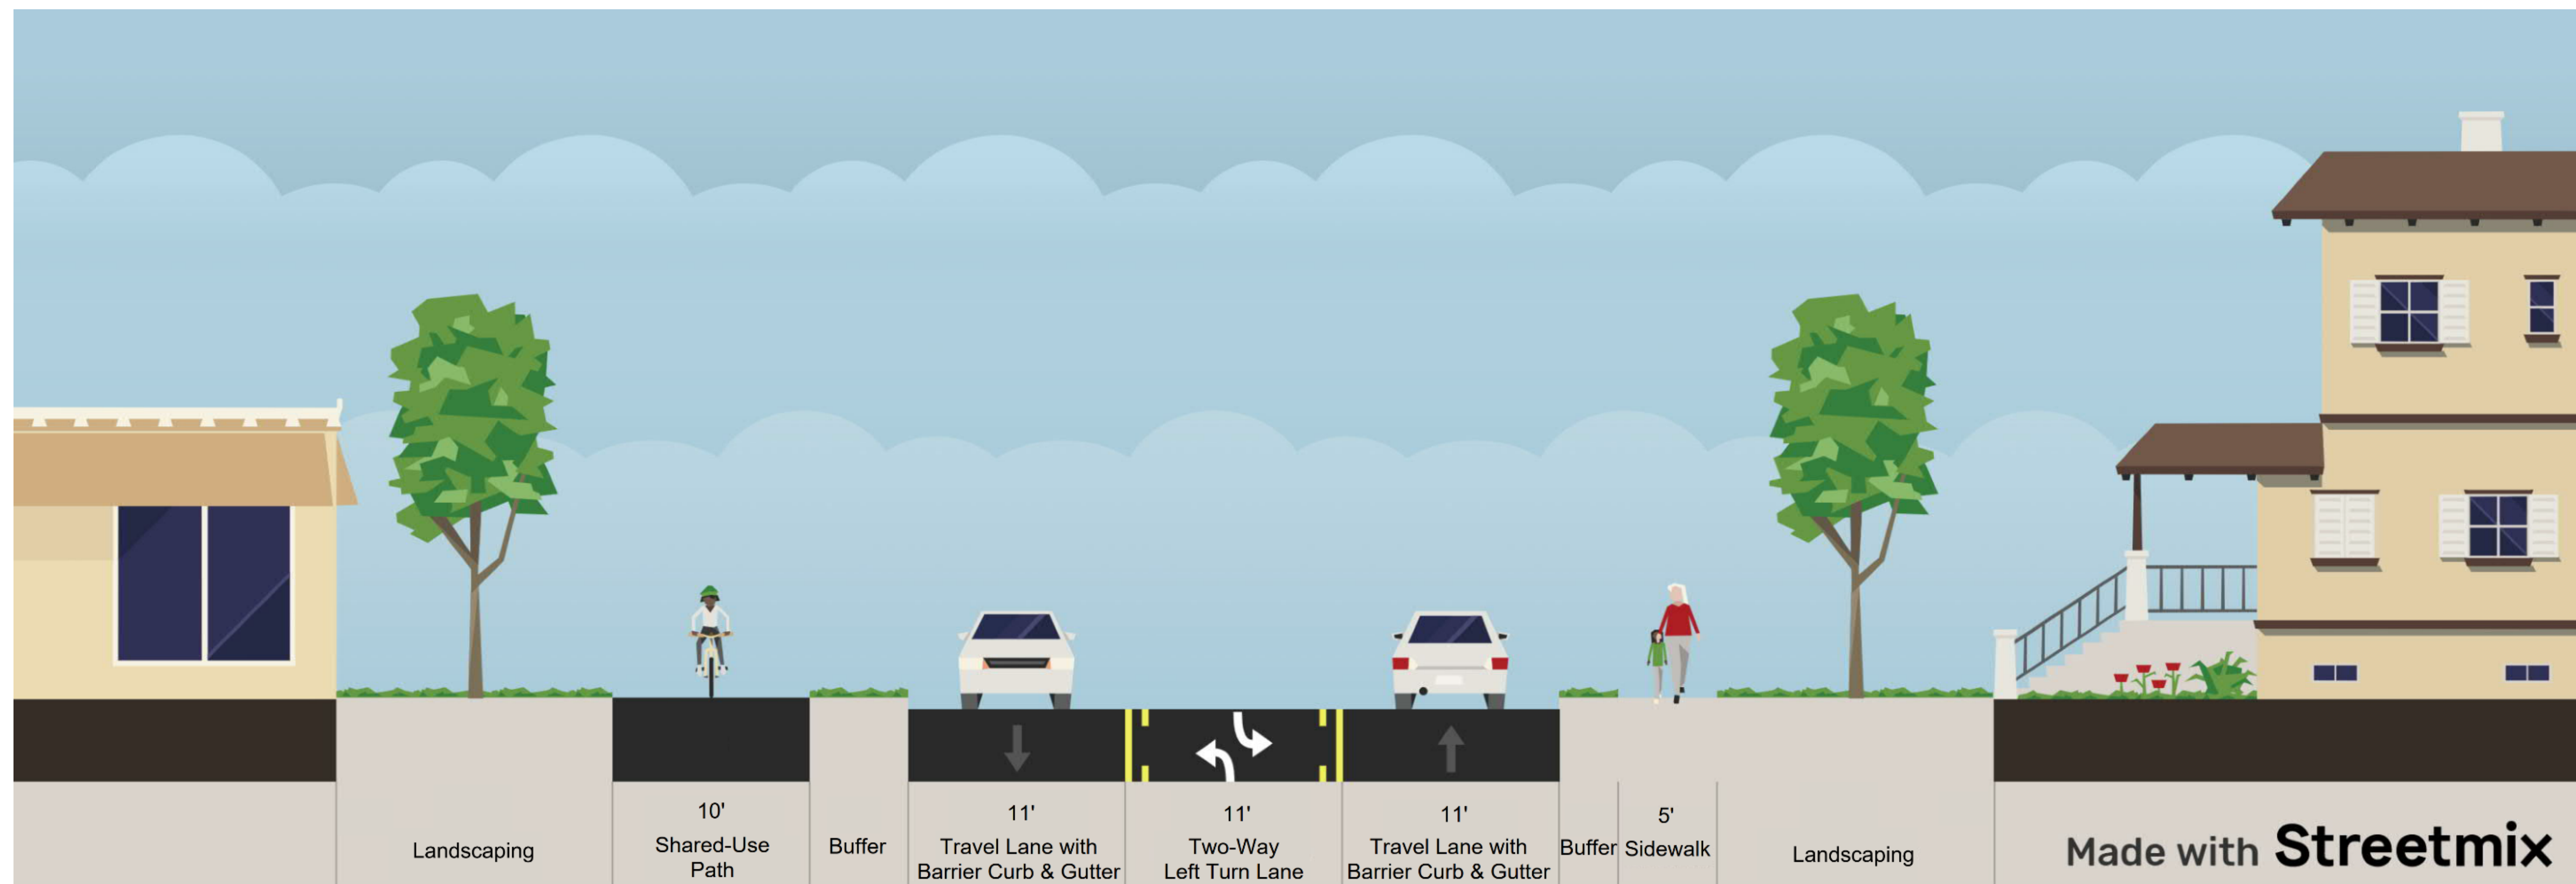 Landscaping
10'
Shared-Use
Path
Buffer
11'
Travel Lane with
Barrier Curb & Gutter
11'
Two-Way
Left Turn Lane
11'
Travel Lane with
Barrier Curb & Gutter
Buffer
5'
Sidewalk
Landscaping
Made with Streetmix